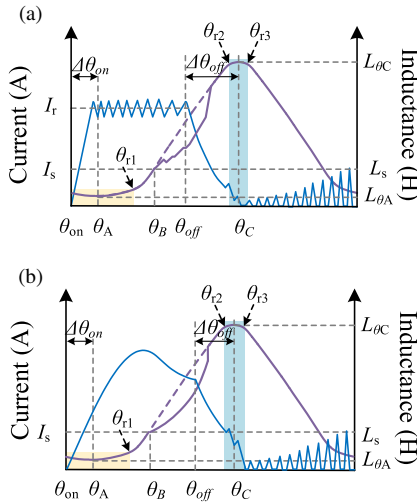 (a)
θr2 θr3
Δθon
Δθoff
LθC
Current (A)
Inductance (H)
Ir
θr1
Is
Ls
LθA
θon θA θB θoff θC
(b)
θr2 θr3
Δθon
Δθoff
LθC
Current (A)
Inductance (H)
θr1
Is
Ls
LθA
θon θA θB θoff θC